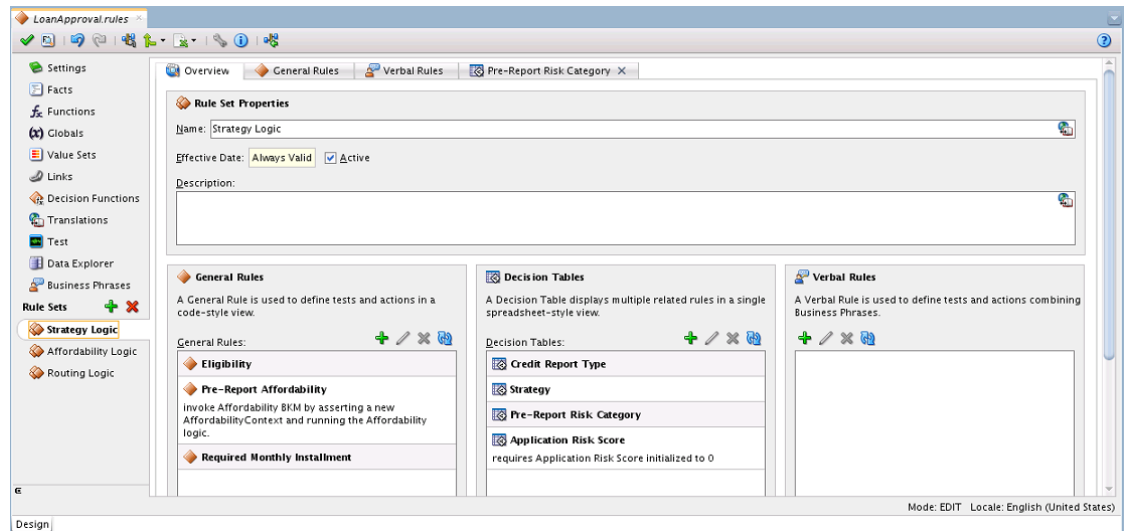 LoanApproval.rules
Settings
Facts
Functions
Globals
Value Sets
Links
Decision Functions
Translations
Test
Data Explorer
Business Phrases
Rule Sets
Strategy Logic
Affordability Logic
Routing Logic
Overview
General Rules
Verbal Rules
Pre-Report Risk Category
Rule Set Properties
Name: Strategy Logic
Effective Date: Always Valid Active
Description:
General Rules
A General Rule is used to define tests and actions in a
code-style view.
General Rules:
Eligibility
Pre-Report Affordability
invoke Affordability BKM by asserting a new
AffordabilityContext and running the Affordability
logic.
Required Monthly Installment
Decision Tables
A Decision Table displays multiple related rules in a single
spreadsheet-style view.
Decision Tables:
Credit Report Type
Strategy
Pre-Report Risk Category
Application Risk Score
requires Application Risk Score initialized to 0
Verbal Rules
A Verbal Rule is used to define tests and actions combining
Business Phrases.
Mode: EDIT Locale: English (United States)
Design